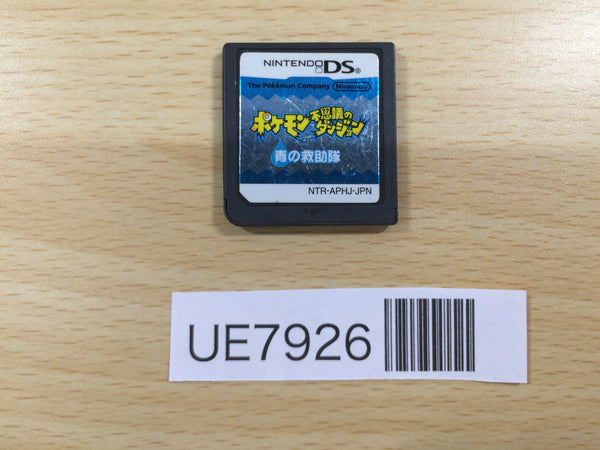 NINTENDO DS®
The Pokémon Company Nintendo
ポケモン不思議のダンジョン
青の救助隊
NTR-APHJ-JPN
UE7926